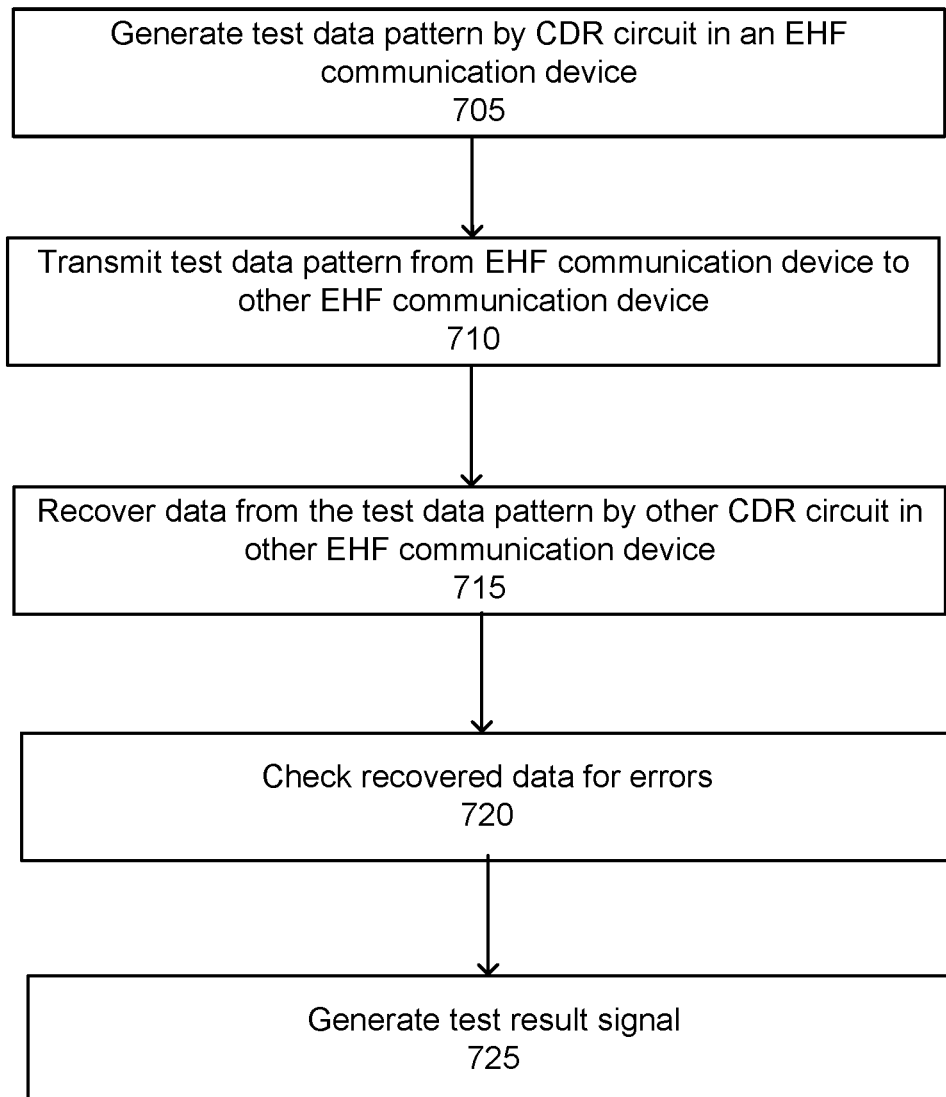 Generate test data pattern by CDR circuit in an EHF
communication device
705
Transmit test data pattern from EHF communication device to
other EHF communication device
710
Recover data from the test data pattern by other CDR circuit in
other EHF communication device
715
Check recovered data for errors
720
Generate test result signal
725